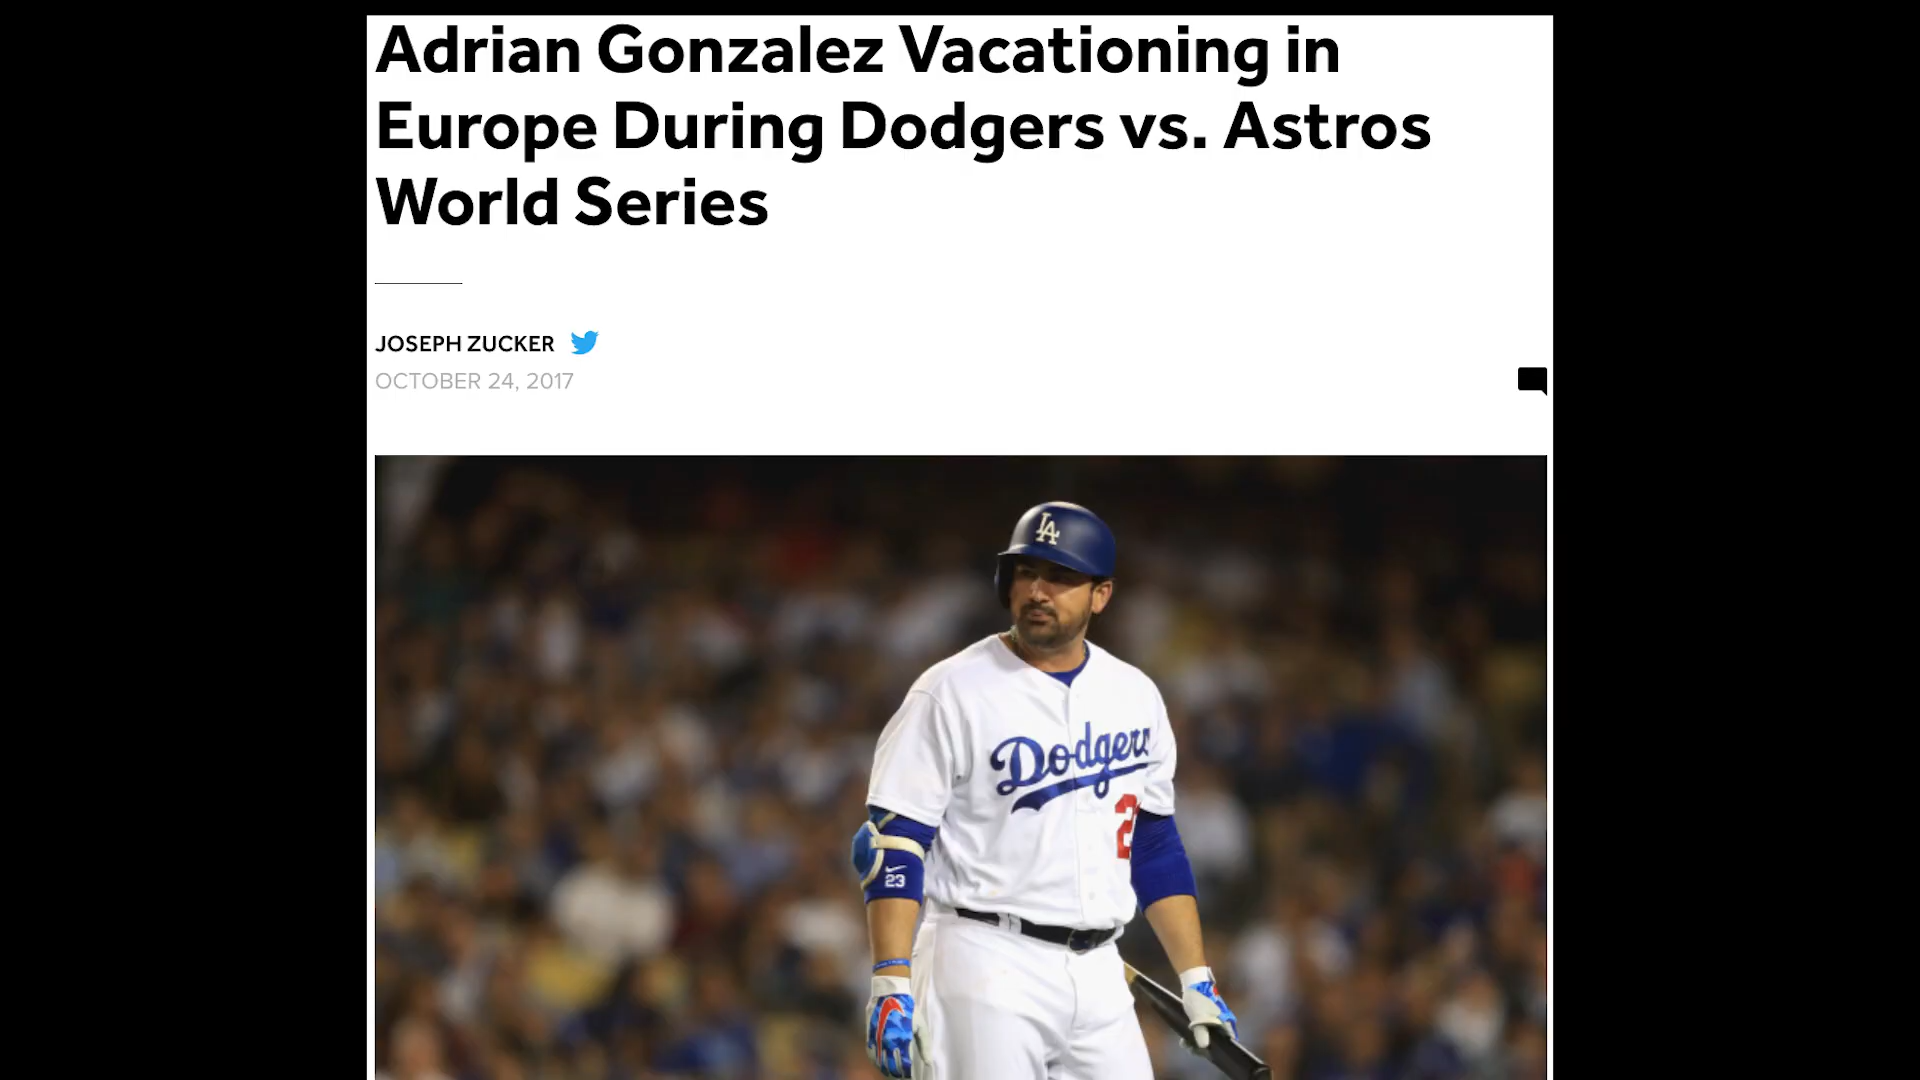 Adrian Gonzalez Vacationing in
Europe During Dodgers vs. Astros
World Series
JOSEPH ZUCKER
OCTOBER 24, 2017
LA
Dodgers
2
23